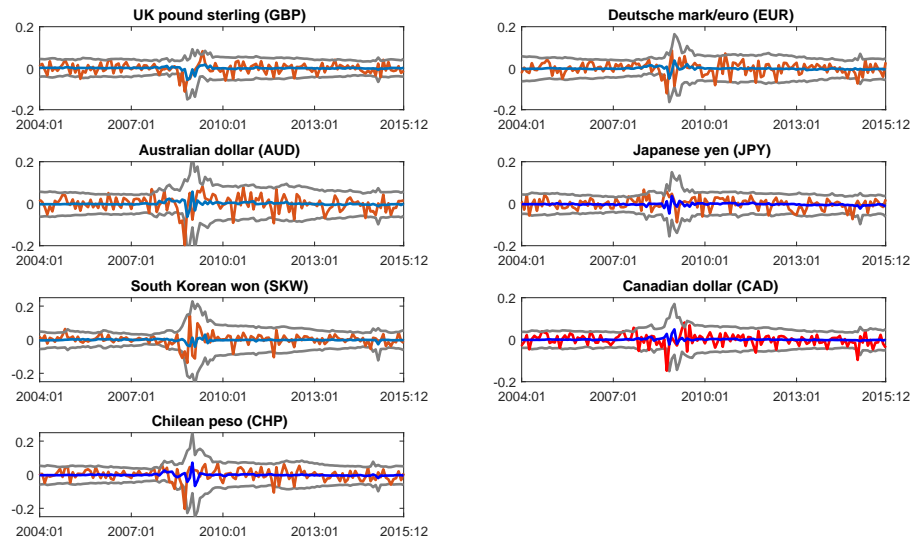 UK pound sterling (GBP)
0.2
0
-0.2
2004:01 2007:01 2010:01 2013:01 2015:12
Deutsche mark/euro (EUR)
0.2
0
-0.2
2004:01 2007:01 2010:01 2013:01 2015:12
Australian dollar (AUD)
0.2
0
-0.2
2004:01 2007:01 2010:01 2013:01 2015:12
Japanese yen (JPY)
0.2
0
-0.2
2004:01 2007:01 2010:01 2013:01 2015:12
South Korean won (SKW)
0.2
0
-0.2
2004:01 2007:01 2010:01 2013:01 2015:12
Canadian dollar (CAD)
0.2
0
-0.2
2004:01 2007:01 2010:01 2013:01 2015:12
Chilean peso (CHP)
0.2
0
-0.2
2004:01 2007:01 2010:01 2013:01 2015:12